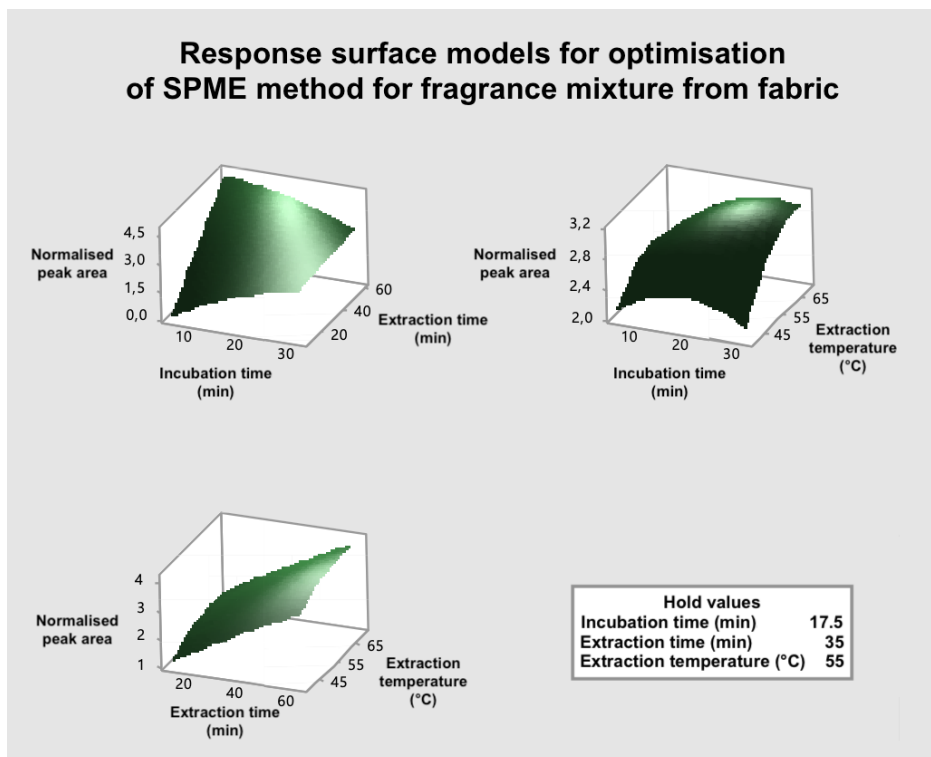 Response surface models for optimisation
of SPME method for fragrance mixture from fabric
Normalised
peak area
4,5
3,0
1,5
0,0
10
20
30
Incubation time
(min)
20
40
60
Extraction time
(min)
Normalised
peak area
3,2
2,8
2,4
2,0
10
20
30
Incubation time
(min)
45
55
65
Extraction
temperature
(°C)
Normalised
peak area
4
3
2
1
20
40
60
Extraction time
(min)
45
55
65
Extraction
temperature
(°C)
Hold values
Incubation time (min) 17.5
Extraction time (min) 35
Extraction temperature (°C) 55